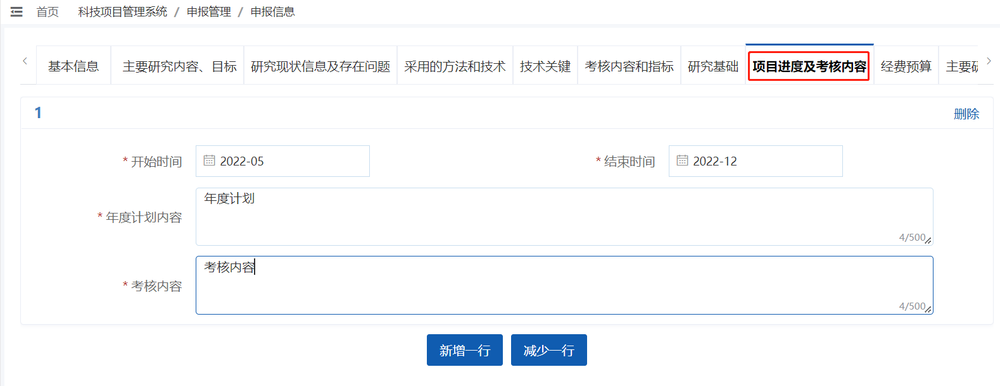 首页 科技项目管理系统 / 申报管理 / 申报信息
基本信息 主要研究内容、目标 研究现状信息及存在问题 采用的方法和技术 技术关键 考核内容和指标 研究基础 项目进度及考核内容 经费预算 主要研
1 删除
* 开始时间 2022-05 * 结束时间 2022-12
* 年度计划内容 年度计划
4/500
* 考核内容 考核内容
4/500
新增一行 减少一行